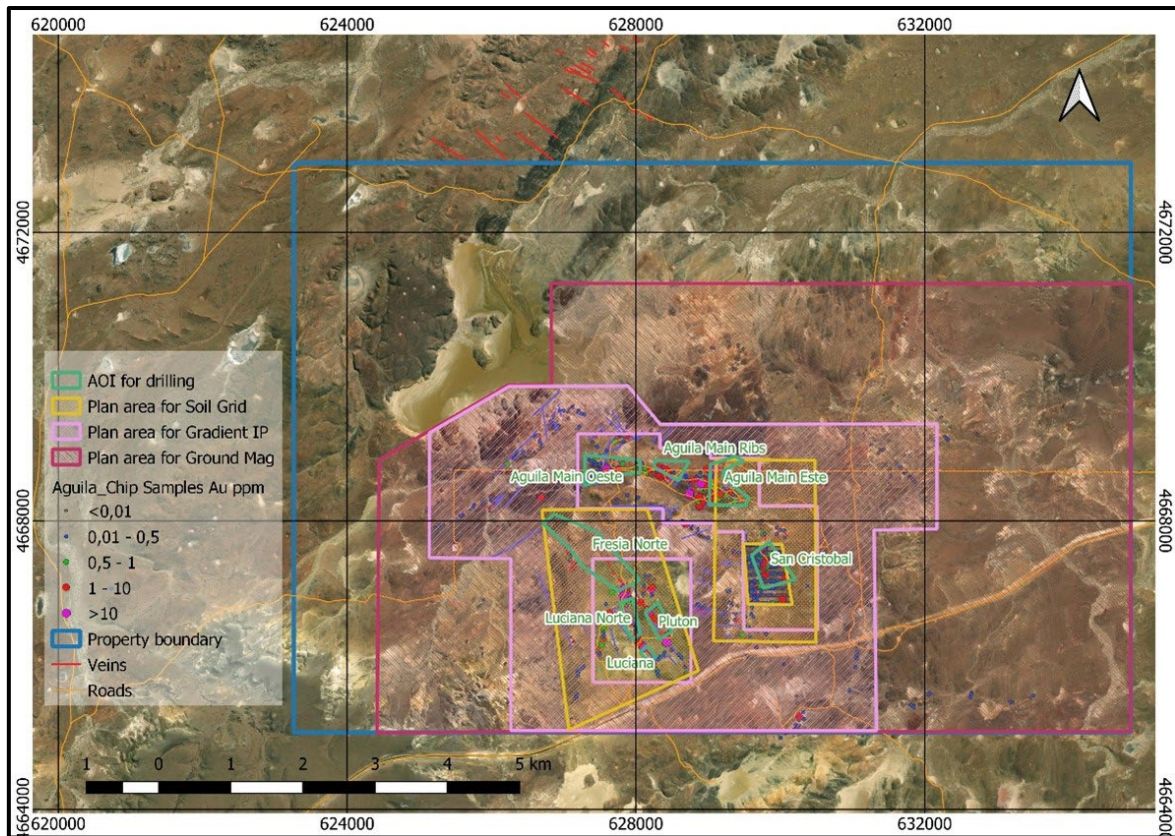 620000 624000 628000 632000
4672000 4672000
AOI for drilling
Plan area for Soil Grid
Plan area for Gradient IP
Plan area for Ground Mag
Aguila_Chip Samples Au ppm
<0,01
0,01 - 0,5
0,5 - 1
1 - 10
>10
Property boundary
Veins
Roads
Aguila Main Ribs
Aguila Main Oeste
Aguila Main Este
4668000 4668000
Fresia Norte
San Cristobal
Luciana Norte
Pluton
Luciana
1 0 1 2 3 4 5 km
4664000 4664000
620000 624000 628000 632000